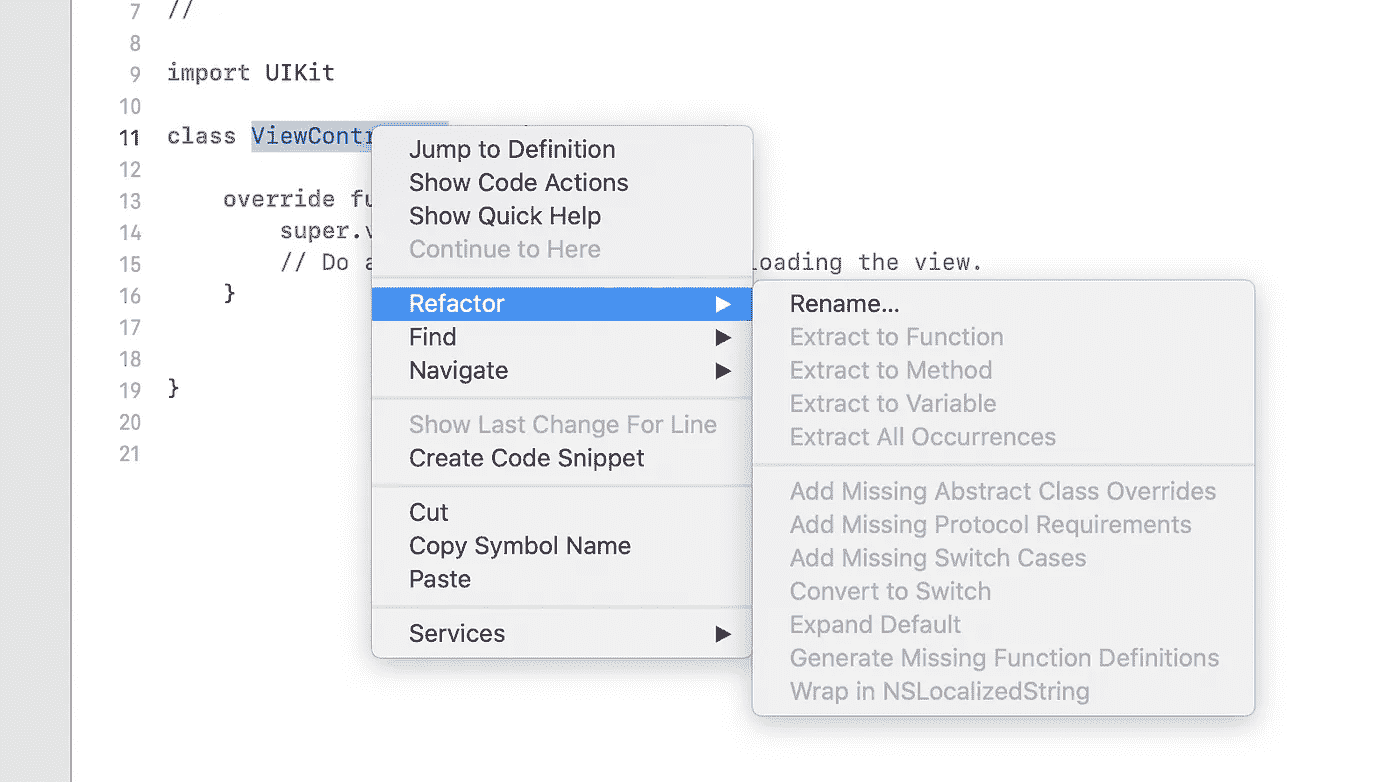 7 //
8
9 import UIKit
10
11 class
12
13 override
14
15 // Do loading the view.
16 }
17
18
19 }
20
21
Jump to Definition
Show Code Actions
Show Quick Help
Continue to Here
Refactor
Find
Navigate
Show Last Change For Line
Create Code Snippet
Cut
Copy Symbol Name
Paste
Services
Rename...
Extract to Function
Extract to Method
Extract to Variable
Extract All Occurrences
Add Missing Abstract Class Overrides
Add Missing Protocol Requirements
Add Missing Switch Cases
Convert to Switch
Expand Default
Generate Missing Function Definitions
Wrap in NSLocalizedString